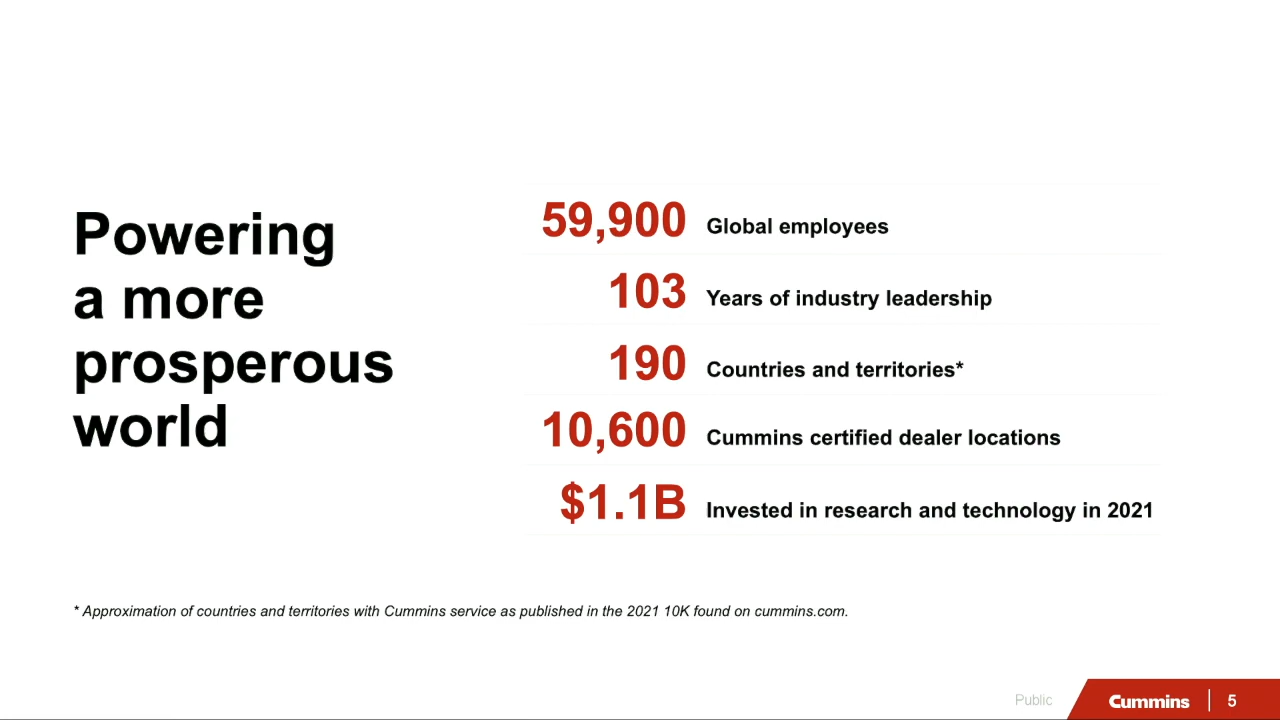 Powering
a more
prosperous
world
59,900 Global employees
103 Years of industry leadership
190 Countries and territories*
10,600 Cummins certified dealer locations
$1.1B Invested in research and technology in 2021
* Approximation of countries and territories with Cummins service as published in the 2021 10K found on cummins.com.
Public Cummins 5